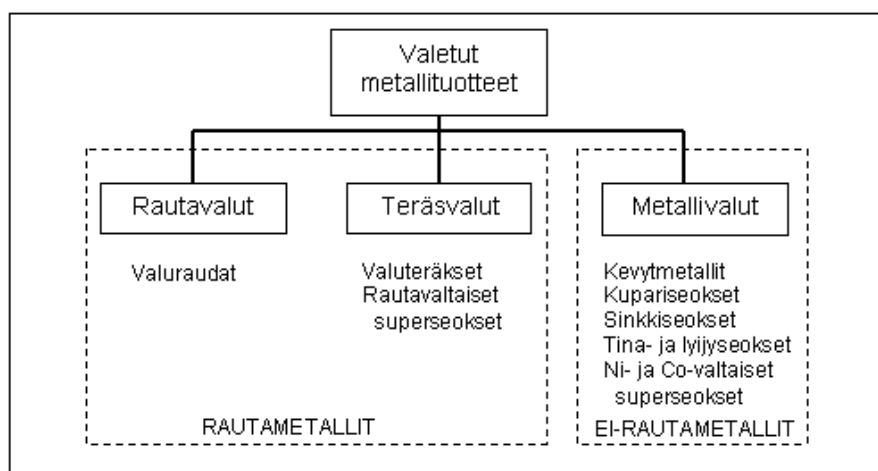 Valetut
metallituotteet
Rautavalut
Teräsvalut
Metallivalut
Valuraudat
Valuteräkset
Rautavaltaiset
superseokset
Kevytmetallit
Kupariseokset
Sinkkiseokset
Tina- ja lyijyseokset
Ni- ja Co-valtaiset
superseokset
RAUTAMETALLIT
EI-RAUTAMETALLIT